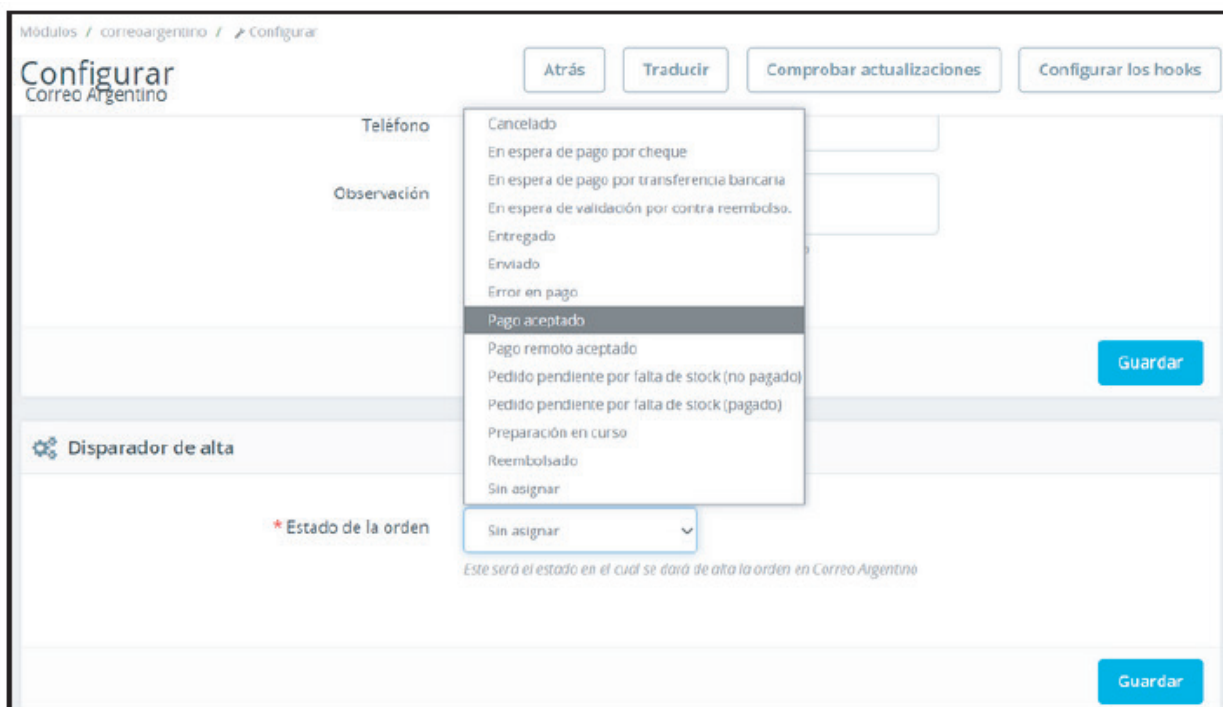 Módulos / correoargentino / Configurar
Configurar
Correo Argentino
Atrás
Traducir
Comprobar actualizaciones
Configurar los hooks
Teléfono
Observación
Cancelado
En espera de pago por cheque
En espera de pago por transferencia bancaria
En espera de validación por contra reembolso.
Entregado
Enviado
Error en pago
Pago aceptado
Pago remoto aceptado
Pedido pendiente por falta de stock (no pagado)
Pedido pendiente por falta de stock (pagado)
Preparación en curso
Reembolsado
Sin asignar
Guardar
Disparador de alta
* Estado de la orden
Sin asignar
Este será el estado en el cual se dará de alta la orden en Correo Argentino
Guardar